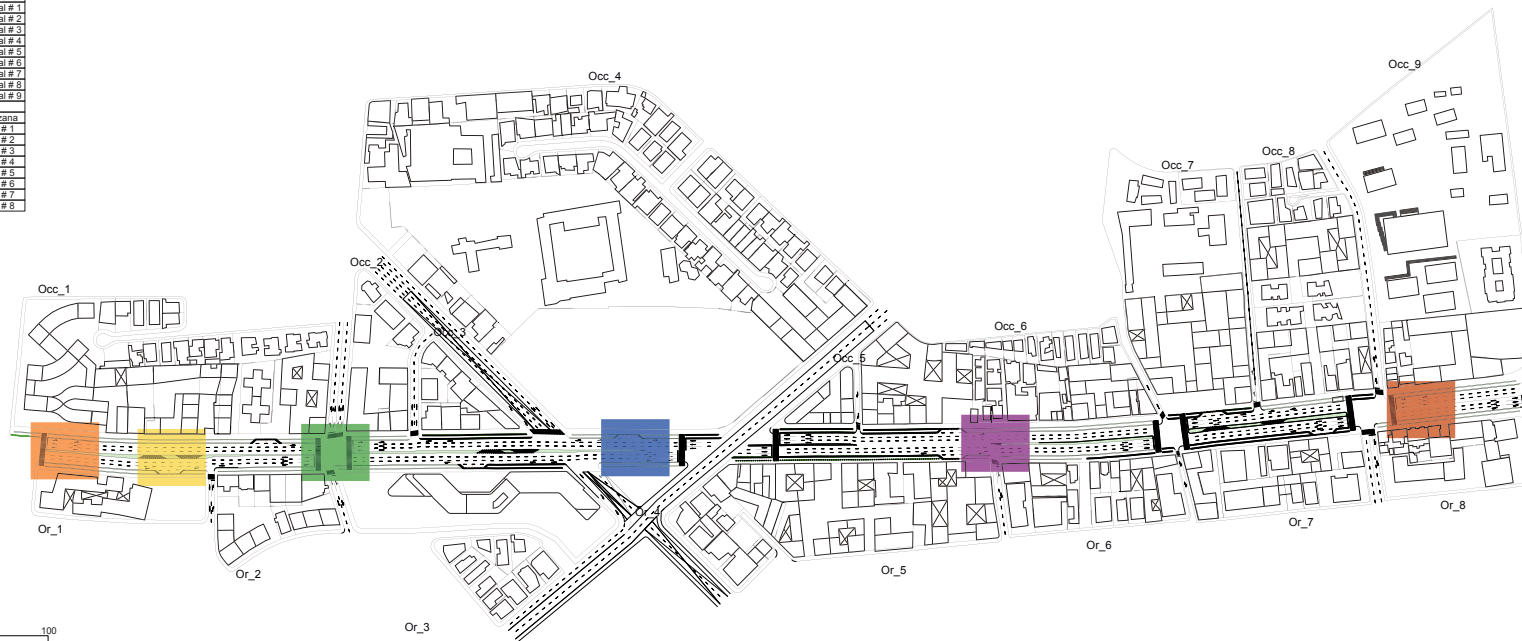 al # 1
al # 2
al # 3
al # 4
al # 5
al # 6
al # 7
al # 8
al # 9
zana
# 1
# 2
# 3
# 4
# 5
# 6
# 7
# 8
Occ_4
Occ_9
Occ_7
Occ_8
Occ_2
Occ_1
Occ_3
Occ_6
Occ_5
Or_4
Or_1
Or_2
Or_3
Or_5
Or_6
Or_7
Or_8
100